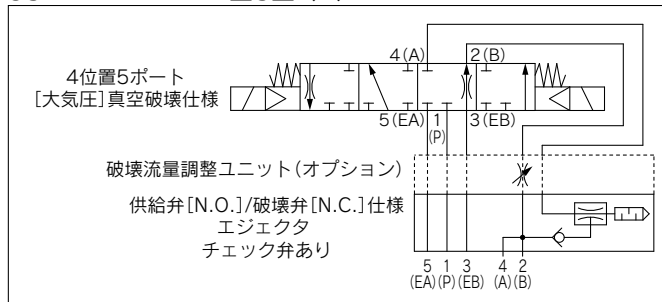 4(A) 2(B)
4位置5ポート
[大気圧]真空破壊仕様
5(EA) 1 3(EB)
(P)
破壊流量調整ユニット(オプション)
供給弁[N.O.]/破壊弁[N.C.]仕様
エジェクタ
チェック弁あり
5 1 3 4 2
(EA)(P)(EB) (A)(B)